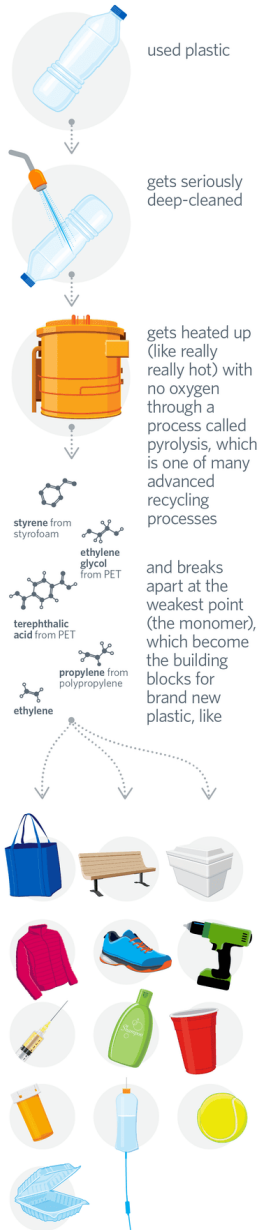 used plastic
gets seriously
deep-cleaned
gets heated up
(like really
really hot) with
no oxygen
through a
process called
pyrolysis, which
is one of many
advanced
recycling
processes
styrene from
styrofoam
ethylene
glycol
from PET
terephthalic
acid from PET
propylene from
polypropylene
ethylene
and breaks
apart at the
weakest point
(the monomer),
which become
the building
blocks for
brand new
plastic, like